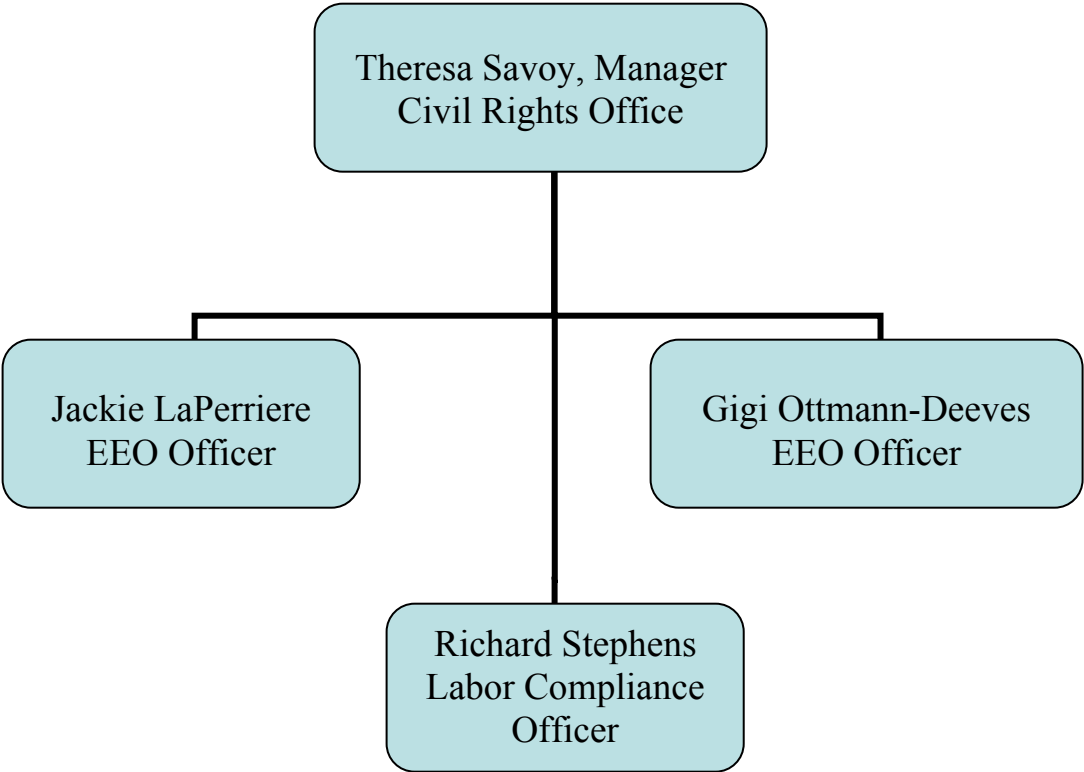 Theresa Savoy, Manager
Civil Rights Office
Jackie LaPerriere
EEO Officer
Gigi Ottmann-Deeves
EEO Officer
Richard Stephens
Labor Compliance
Officer